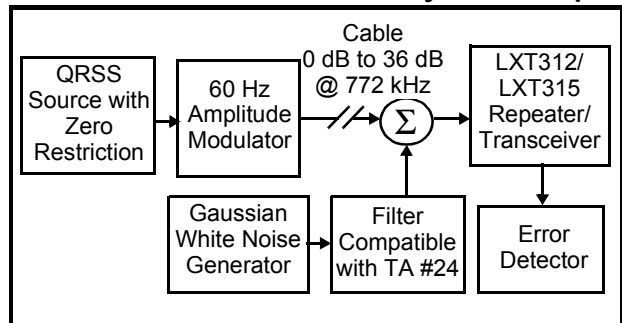 QRSS
Source with
Zero
Restriction
60 Hz
Amplitude
Modulator
Cable
0 dB to 36 dB
@ 772 kHz
Σ
LXT312/
LXT315
Repeater/
Transceiver
Gaussian
White Noise
Generator
Filter
Compatible
with TA #24
Error
Detector